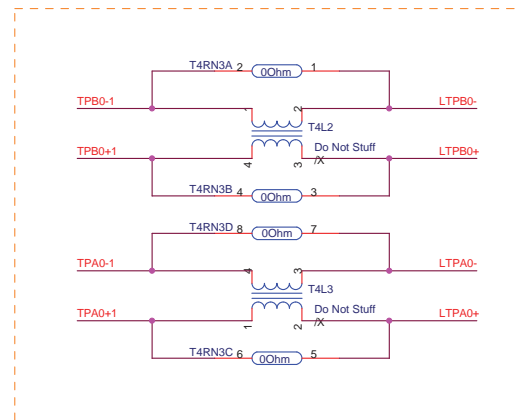 T4RN3A 2 0Ohm 1
TPB0-1 1 2 LTPB0-
T4L2
TPB0+1 4 3 Do Not Stuff LTPB0+
/X
T4RN3B 4 0Ohm 3
T4RN3D 8 0Ohm 7
TPA0-1 4 3 LTPA0-
T4L3
TPA0+1 1 2 Do Not Stuff LTPA0+
/X
T4RN3C 6 0Ohm 5